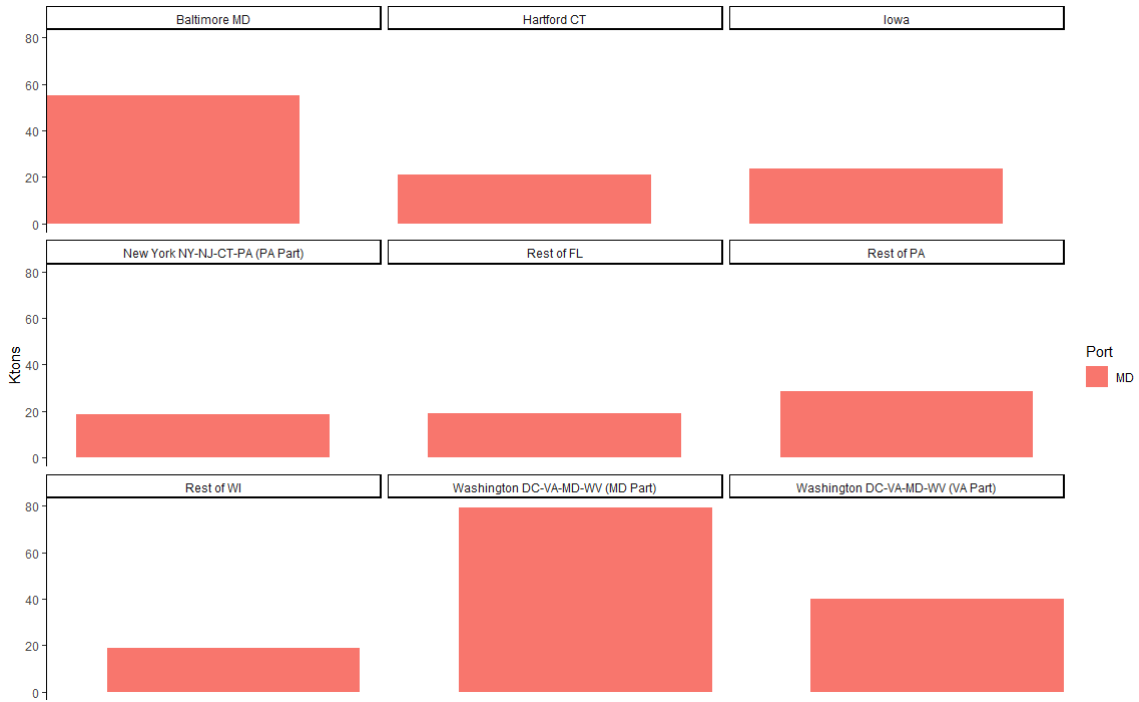 Baltimore MD
Hartford CT
Iowa
80
60
40
20
0
New York NY-NJ-CT-PA (PA Part)
Rest of FL
Rest of PA
80
60
40
20
0
Ktons
Port
MD
Rest of WI
Washington DC-VA-MD-WV (MD Part)
Washington DC-VA-MD-WV (VA Part)
80
60
40
20
0